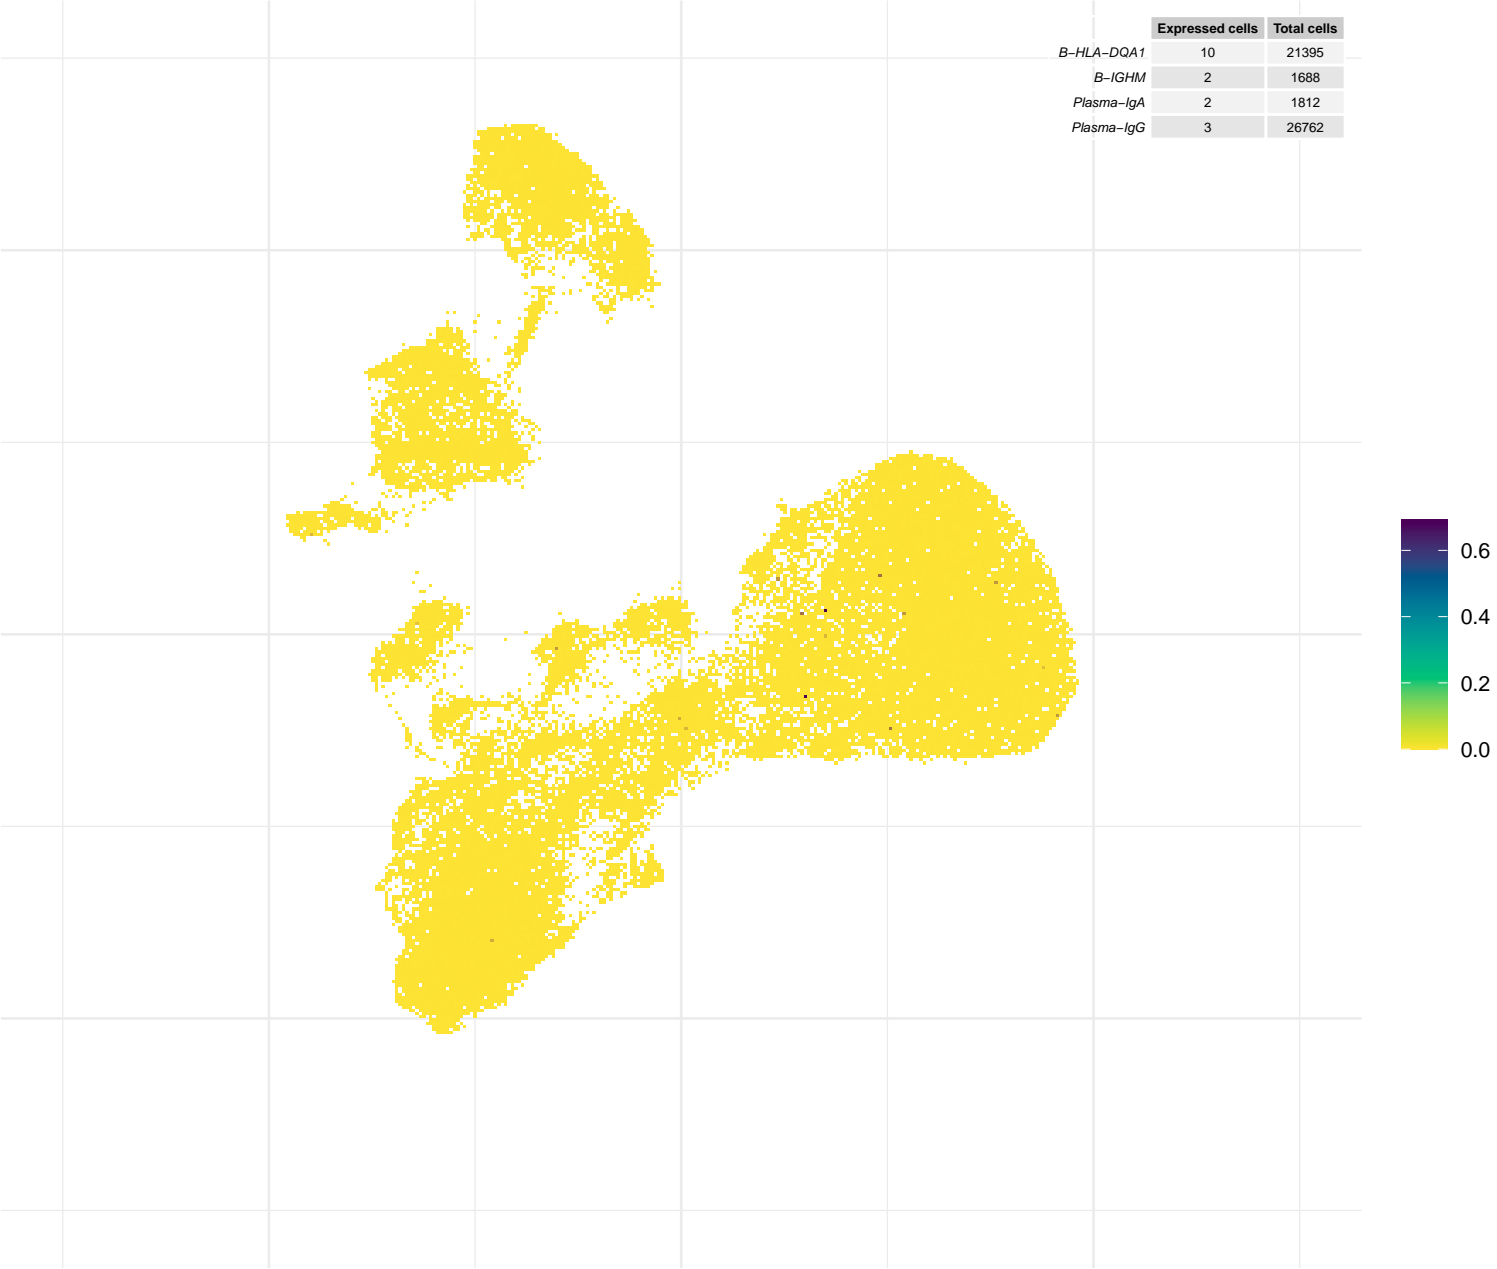 Expressed cells Total cells
B−HLA−DQA1 10 21395
B−IGHM 2 1688
Plasma−IgA 2 1812
Plasma−IgG 3 26762
0.6
0.4
0.2
0.0